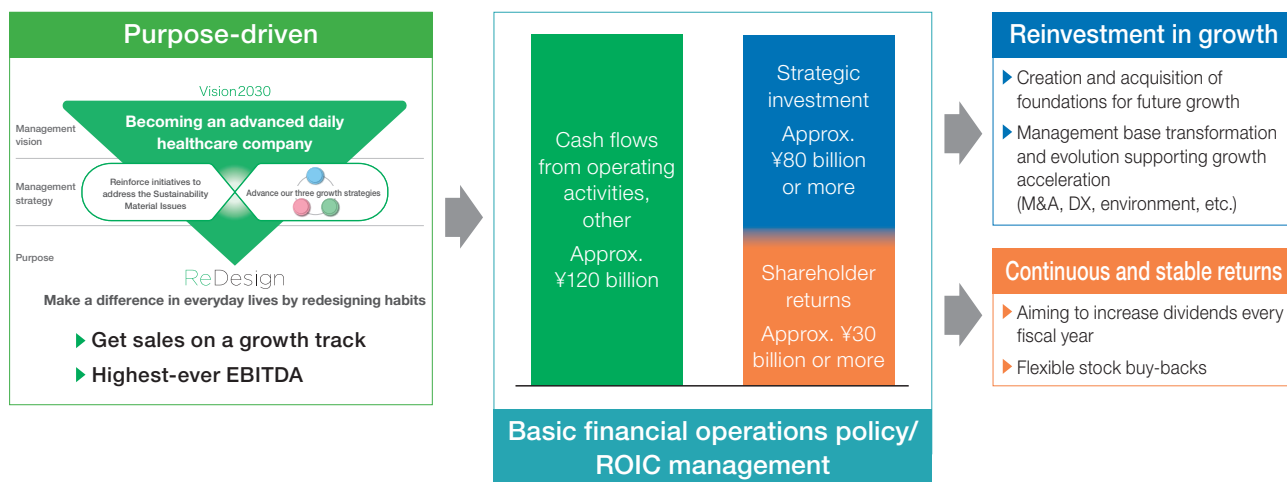 Purpose-driven
Vision2030
Management
vision
Becoming an advanced daily
healthcare company
Management
strategy
Reinforce initiatives to
address the Sustainability
Material Issues
Advance our three growth strategies
Purpose
ReDesign
Make a difference in everyday lives by redesigning habits
Get sales on a growth track
Highest-ever EBITDA
Cash flows
from operating
activities,
other
Approx.
¥120 billion
Strategic
investment
Approx.
¥80 billion
or more
Shareholder
returns
Approx. ¥30
billion or more
Basic financial operations policy/
ROIC management
Reinvestment in growth
Creation and acquisition of
foundations for future growth
Management base transformation
and evolution supporting growth
acceleration
(M&A, DX, environment, etc.)
Continuous and stable returns
Aiming to increase dividends every
fiscal year
Flexible stock buy-backs